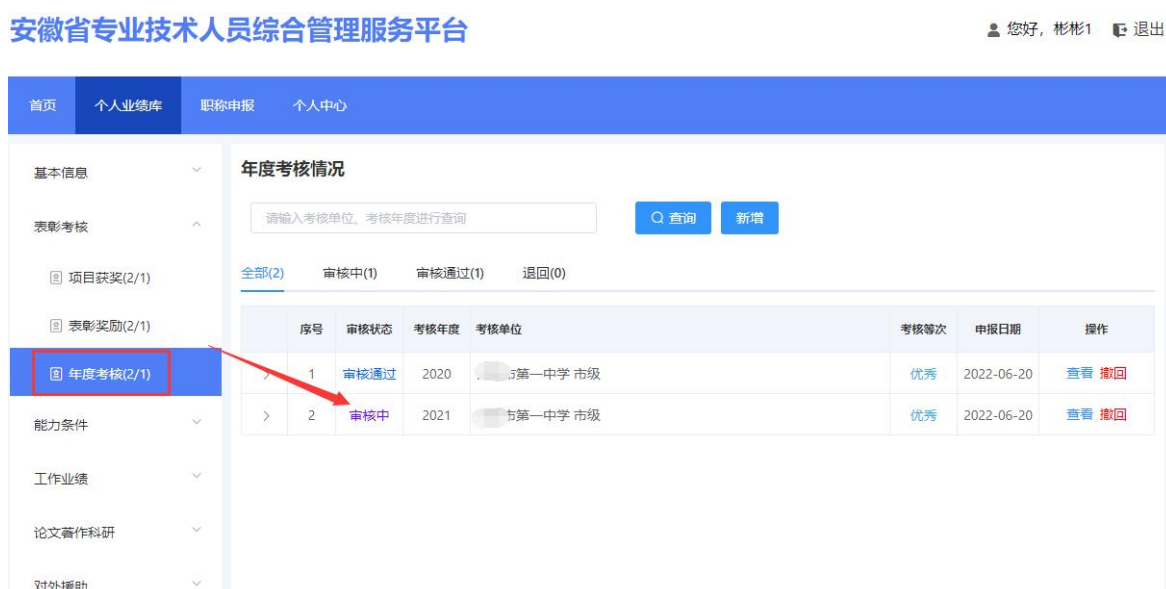 安徽省专业技术人员综合管理服务平台
您好，彬彬1 退出
首页 个人业绩库 职称申报 个人中心
基本信息
表彰考核
项目获奖(2/1)
表彰奖励(2/1)
年度考核(2/1)
能力条件
工作业绩
论文著作科研
对外援助
年度考核情况
请输入考核单位、考核年度进行查询 查询 新增
全部(2) 审核中(1) 审核通过(1) 退回(0)
序号 审核状态 考核年度 考核单位 考核等次 申报日期 操作
1 审核通过 2020 市第一中学 市级 优秀 2022-06-20 查看 撤回
2 审核中 2021 市第一中学 市级 优秀 2022-06-20 查看 撤回